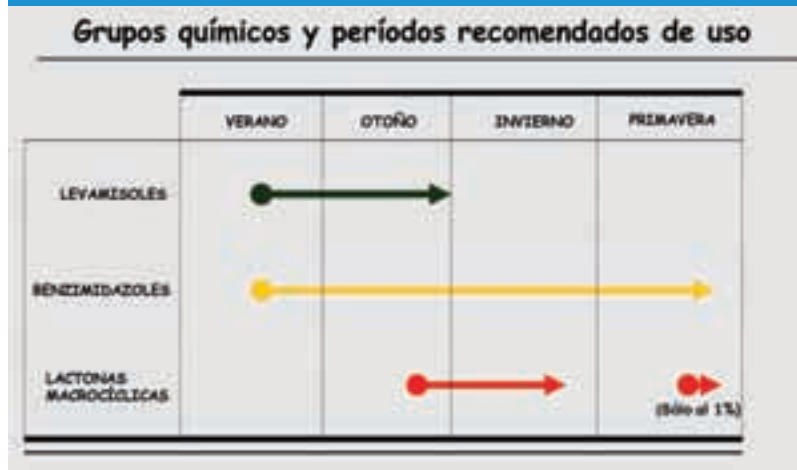 Grupos químicos y períodos recomendados de uso
VERANO OTOÑO INVIERNO PRIMAVERA
LEVAMISOLES
BENZIMIDAZOLES
LACTONAS
MACROCÍCLICAS
(Sólo al 1%)